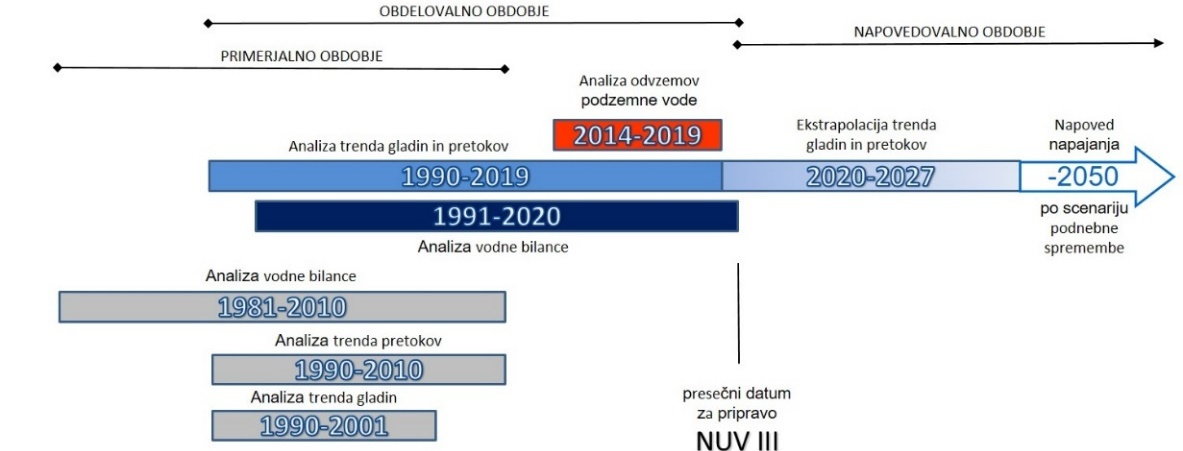 OBDELOVALNO OBDOBJE
NAPOVEDOVALNO OBDOBJE
PRIMERJALNO OBDOBJE
Analiza odvzemov
podzemne vode
2014-2019
Analiza trenda gladin in pretokov
1990-2019
Ekstrapolacija trenda
gladin in pretokov
2020-2027
Napoved
napajanja
-2050
po scenariju
podnebne
spremembe
1991-2020
Analiza vodne bilance
Analiza vodne bilance
1981-2010
Analiza trenda pretokov
1990-2010
Analiza trenda gladin
1990-2001
presečni datum
za pripravo
NUV III